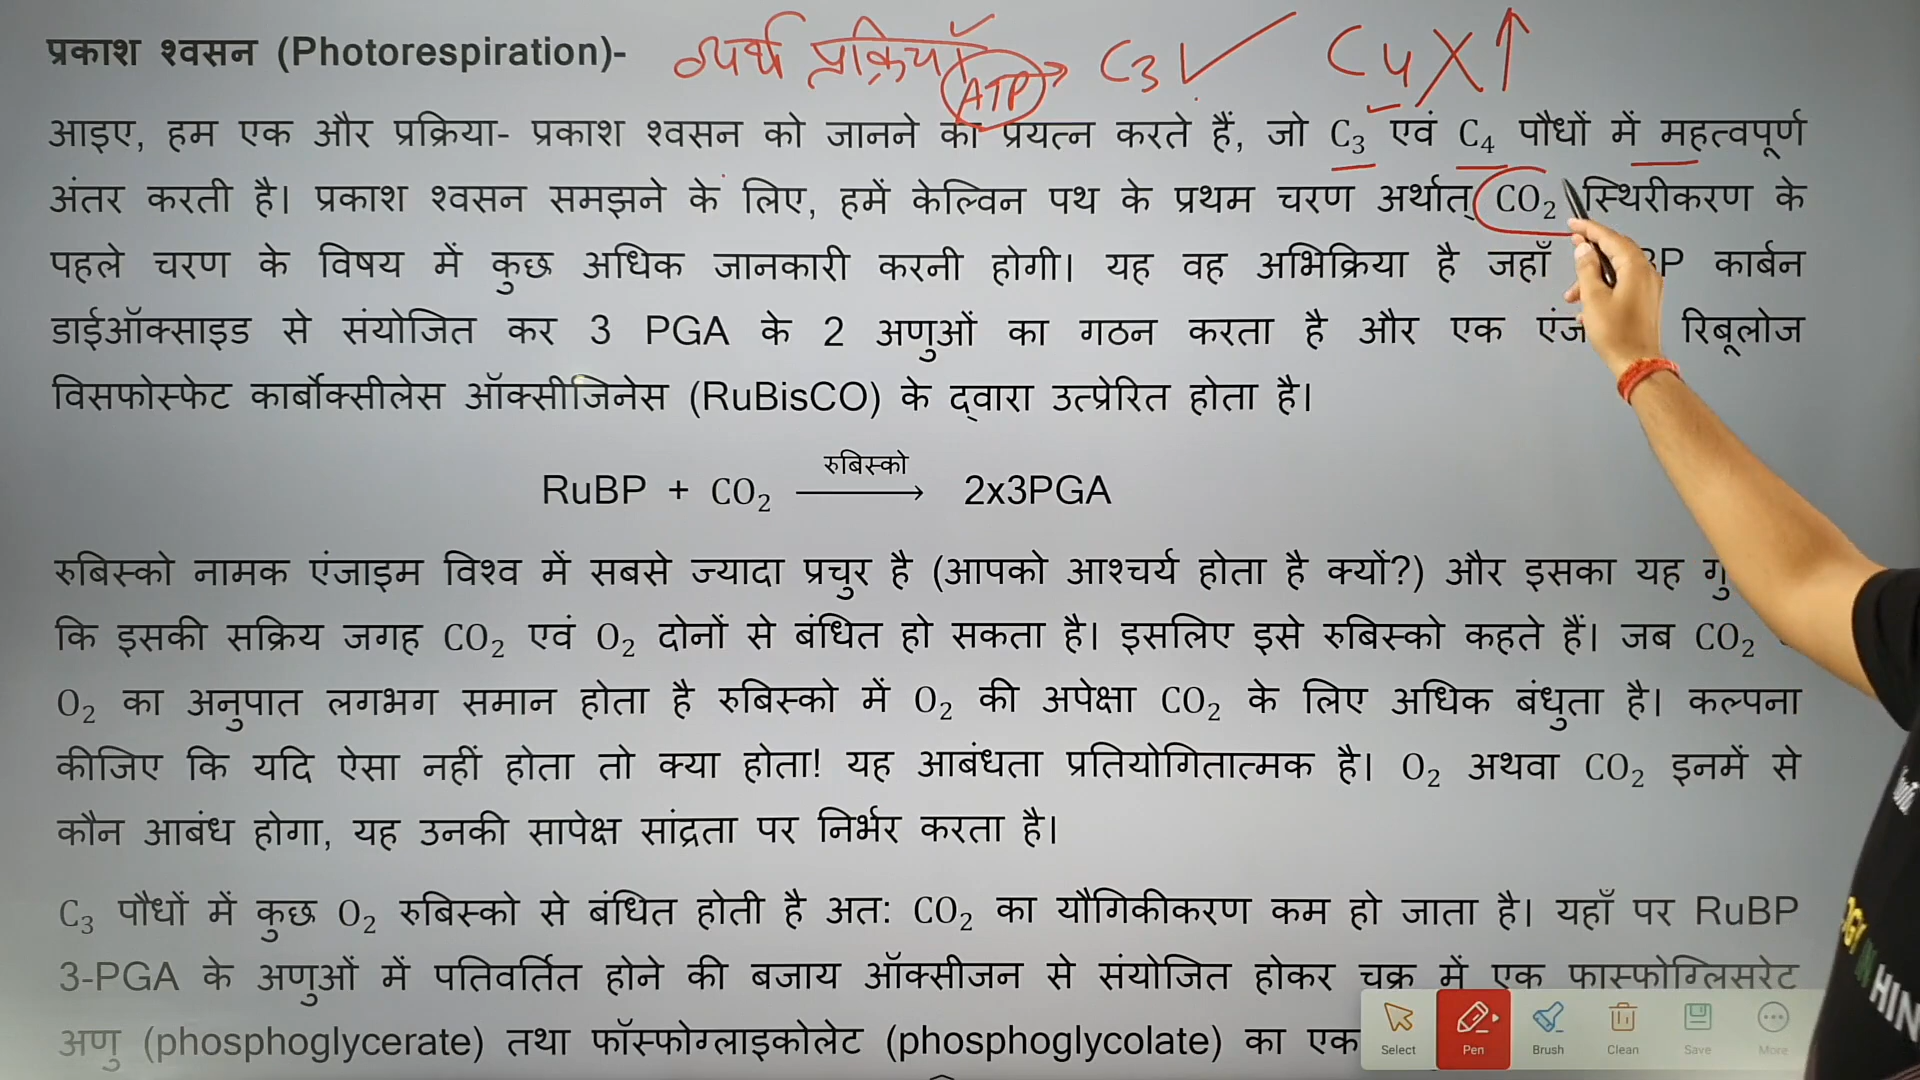 प्रकाश श्वसन (Photorespiration)- व्यर्थ प्रक्रिया ATP → C3 ✓ C4 X ↑
आइए, हम एक और प्रक्रिया- प्रकाश श्वसन को जानने का प्रयत्न करते हैं, जो C₃ एवं C₄ पौधों में महत्वपूर्ण
अंतर करती है। प्रकाश श्वसन समझने के लिए, हमें केल्विन पथ के प्रथम चरण अर्थात् CO₂ स्थिरीकरण के
पहले चरण के विषय में कुछ अधिक जानकारी करनी होगी। यह वह अभिक्रिया है जहाँ BP कार्बन
डाईऑक्साइड से संयोजित कर 3 PGA के 2 अणुओं का गठन करता है और एक एंज रिबूलोज
विसफोस्फेट कार्बोक्सीलेस ऑक्सीजिनेस (RuBisCO) के द्वारा उत्प्रेरित होता है।
रुबिस्को
RuBP + CO₂ ⟶ 2x3PGA
रुबिस्को नामक एंजाइम विश्व में सबसे ज्यादा प्रचुर है (आपको आश्चर्य होता है क्यों?) और इसका यह गु
कि इसकी सक्रिय जगह CO₂ एवं O₂ दोनों से बंधित हो सकता है। इसलिए इसे रुबिस्को कहते हैं। जब CO₂
O₂ का अनुपात लगभग समान होता है रुबिस्को में O₂ की अपेक्षा CO₂ के लिए अधिक बंधुता है। कल्पना
कीजिए कि यदि ऐसा नहीं होता तो क्या होता! यह आबंधता प्रतियोगितात्मक है। O₂ अथवा CO₂ इनमें से
कौन आबंध होगा, यह उनकी सापेक्ष सांद्रता पर निर्भर करता है।
C₃ पौधों में कुछ O₂ रुबिस्को से बंधित होती है अत: CO₂ का यौगिकीकरण कम हो जाता है। यहाँ पर RuBP
3-PGA के अणुओं में पतिवर्तित होने की बजाय ऑक्सीजन से संयोजित होकर चक्र में एक फास्फोग्लिसरेट
अणु (phosphoglycerate) तथा फॉस्फोग्लाइकोलेट (phosphoglycolate) का एक
Select Pen Brush Clean Save More
HIN